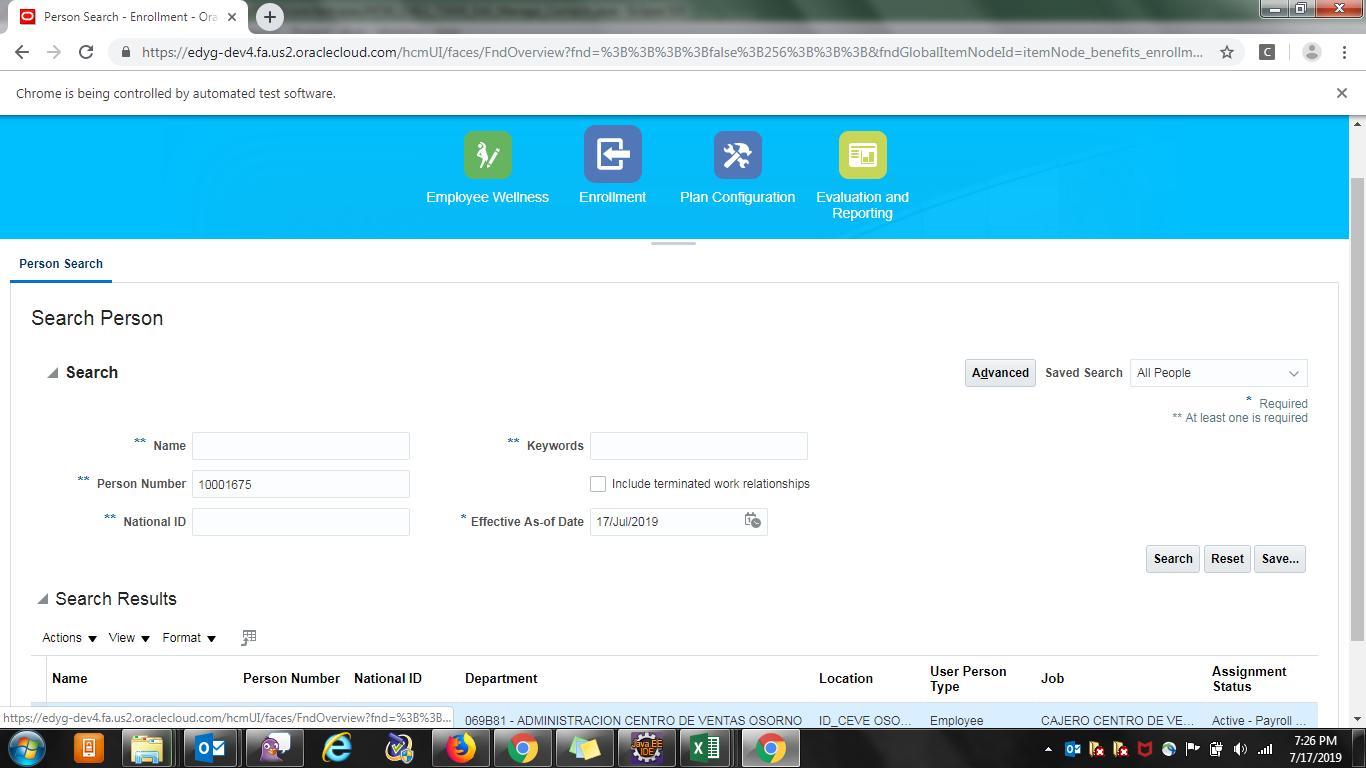 Person Search - Enrollment - Ora
https://edyg-dev4.fa.us2.oraclecloud.com/hcmUI/faces/FndOverview?fnd=%3B%3B%3B%3Bfalse%3B256%3B%3B%3B&fndGlobalItemNodeId=itemNode_benefits_enrollm...
C
Chrome is being controlled by automated test software.
Employee Wellness
Enrollment
Plan Configuration
Evaluation and
Reporting
Person Search
Search Person
Search
Advanced Saved Search All People
* Required
** At least one is required
** Name
** Keywords
** Person Number 10001675
Include terminated work relationships
** National ID
* Effective As-of Date 17/Jul/2019
Search Reset Save...
Search Results
Actions View Format
Name Person Number National ID Department Location User Person Type Job Assignment Status
https://edyg-dev4.fa.us2.oraclecloud.com/hcmUI/faces/FndOverview?fnd=%3B%3B...
069B81 - ADMINISTRACION CENTRO DE VENTAS OSORNO ID_CEVE OSO... Employee CAJERO CENTRO DE VE... Active - Payroll ...
Java EE
IDE
7:26 PM
7/17/2019